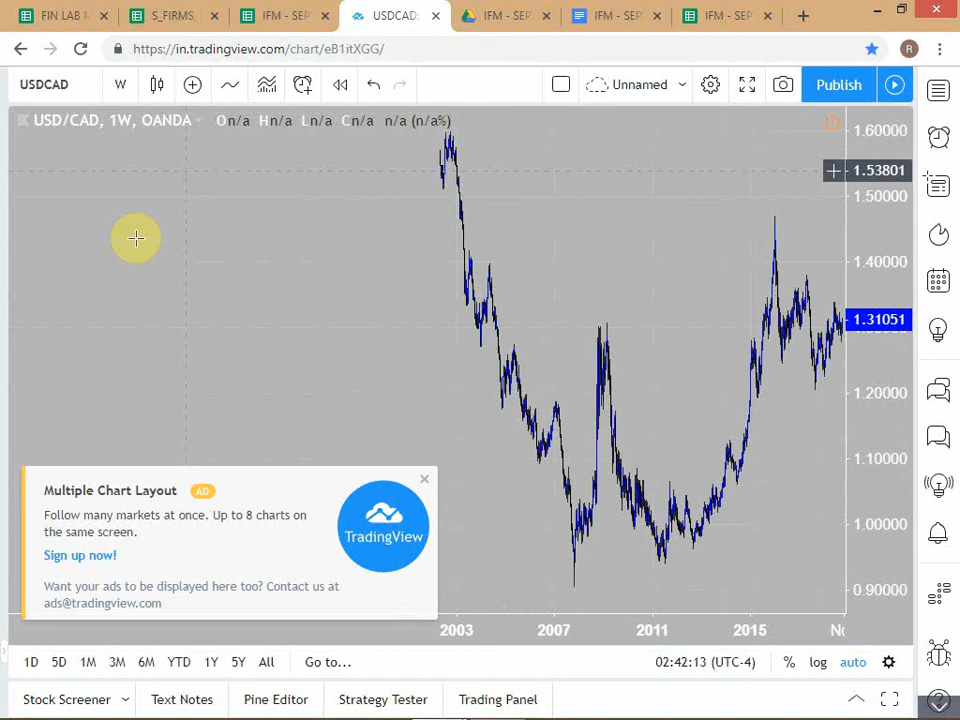 FIN LAB M
S_FIRMS,
IFM - SEP
USDCAD:
IFM - SEP
IFM - SEP
IFM - SEP
https://in.tradingview.com/chart/eB1itXGG/
R
USDCAD
W
Unnamed
Publish
USD/CAD, 1W, OANDA
On/a Hn/a Ln/a Cn/a n/a (n/a%)
1.60000
1.53801
1.50000
1.40000
1.31051
1.20000
1.10000
1.00000
0.90000
Multiple Chart Layout AD
Follow many markets at once. Up to 8 charts on
the same screen.
Sign up now!
Want your ads to be displayed here too? Contact us at
ads@tradingview.com
TradingView
2003 2007 2011 2015
1D 5D 1M 3M 6M YTD 1Y 5Y All Go to... 02:42:13 (UTC-4) % log auto
Stock Screener Text Notes Pine Editor Strategy Tester Trading Panel